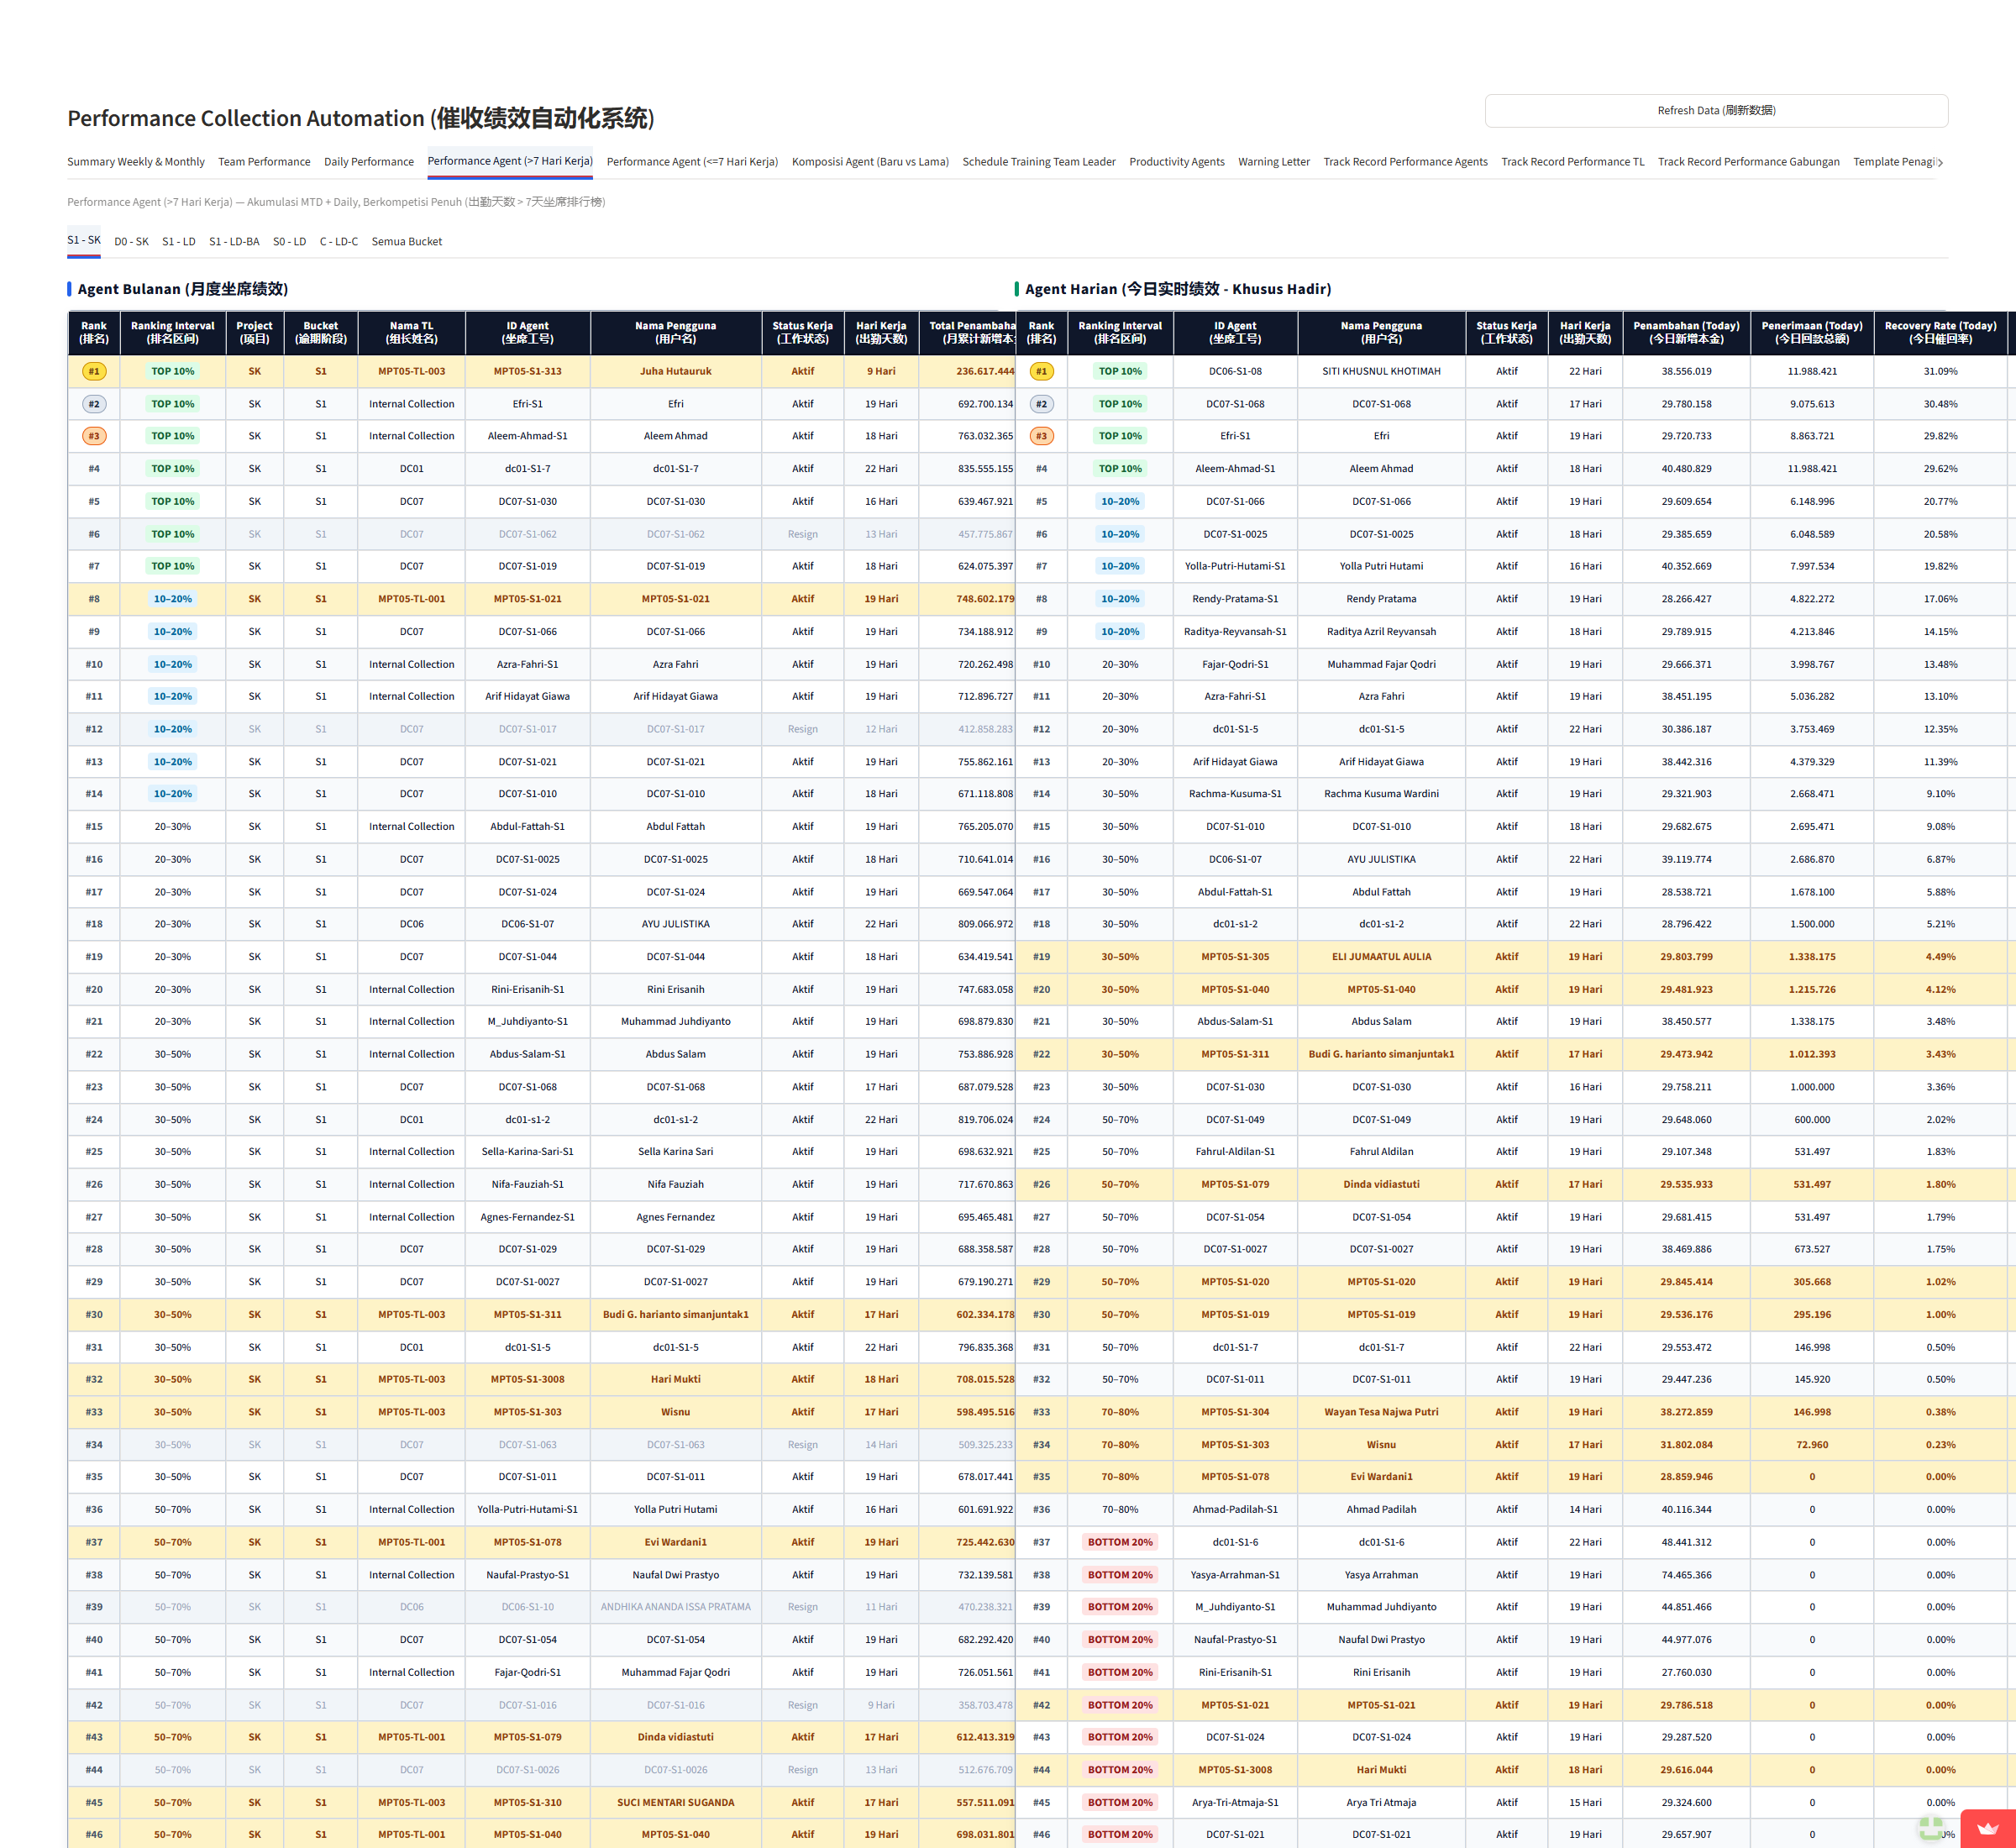 Performance Collection Automation (催收绩效自动化系统)
Refresh Data (刷新数据)
Summary Weekly & Monthly Team Performance Daily Performance Performance Agent (>7 Hari Kerja) Performance Agent (<=7 Hari Kerja) Komposisi Agent (Baru vs Lama) Schedule Training Team Leader Productivity Agents Warning Letter Track Record Performance Agents Track Record Performance TL Track Record Performance Gabungan Template Penagi
Performance Agent (>7 Hari Kerja) — Akumulasi MTD + Daily, Berkompetisi Penuh (出勤天数 > 7天坐席排行榜)
S1 - SK D0 - SK S1 - LD S1 - LD-BA S0 - LD C - LD-C Semua Bucket
Agent Bulanan (月度坐席绩效)
Rank Ranking Interval Project Bucket Nama TL ID Agent Nama Pengguna Status Kerja Hari Kerja Total Penambaha
(排名) (排名区间) (项目) (逾期阶段) (组长姓名) (坐席工号) (用户名) (工作状态) (出勤天数) (月累计新增本
#1 TOP 10% SK S1 MPT05-TL-003 MPT05-S1-313 Juha Hutauruk Aktif 9 Hari 236.617.444
#2 TOP 10% SK S1 Internal Collection Efri-S1 Efri Aktif 19 Hari 692.700.134
#3 TOP 10% SK S1 Internal Collection Aleem-Ahmad-S1 Aleem Ahmad Aktif 18 Hari 763.032.365
#4 TOP 10% SK S1 DC01 dc01-S1-7 dc01-S1-7 Aktif 22 Hari 835.555.155
#5 TOP 10% SK S1 DC07 DC07-S1-030 DC07-S1-030 Aktif 16 Hari 639.467.921
#6 TOP 10% SK S1 DC07 DC07-S1-062 DC07-S1-062 Resign 13 Hari 457.775.867
#7 TOP 10% SK S1 DC07 DC07-S1-019 DC07-S1-019 Aktif 18 Hari 624.075.397
#8 10–20% SK S1 MPT05-TL-001 MPT05-S1-021 MPT05-S1-021 Aktif 19 Hari 748.602.179
#9 10–20% SK S1 DC07 DC07-S1-066 DC07-S1-066 Aktif 19 Hari 734.188.912
#10 10–20% SK S1 Internal Collection Azra-Fahri-S1 Azra Fahri Aktif 19 Hari 720.262.498
#11 10–20% SK S1 Internal Collection Arif Hidayat Giawa Arif Hidayat Giawa Aktif 19 Hari 712.896.727
#12 10–20% SK S1 DC07 DC07-S1-017 DC07-S1-017 Resign 12 Hari 412.858.283
#13 10–20% SK S1 DC07 DC07-S1-021 DC07-S1-021 Aktif 19 Hari 755.862.161
#14 10–20% SK S1 DC07 DC07-S1-010 DC07-S1-010 Aktif 18 Hari 671.118.808
#15 20–30% SK S1 Internal Collection Abdul-Fattah-S1 Abdul Fattah Aktif 19 Hari 765.205.070
#16 20–30% SK S1 DC07 DC07-S1-0025 DC07-S1-0025 Aktif 18 Hari 710.641.014
#17 20–30% SK S1 DC07 DC07-S1-024 DC07-S1-024 Aktif 19 Hari 669.547.064
#18 20–30% SK S1 DC06 DC06-S1-07 AYU JULISTIKA Aktif 22 Hari 809.066.972
#19 20–30% SK S1 DC07 DC07-S1-044 DC07-S1-044 Aktif 18 Hari 634.419.541
#20 20–30% SK S1 Internal Collection Rini-Erisanih-S1 Rini Erisanih Aktif 19 Hari 747.683.058
#21 20–30% SK S1 Internal Collection M_Juhdiyanto-S1 Muhammad Juhdiyanto Aktif 19 Hari 698.879.830
#22 30–50% SK S1 Internal Collection Abdus-Salam-S1 Abdus Salam Aktif 19 Hari 753.886.928
#23 30–50% SK S1 DC07 DC07-S1-068 DC07-S1-068 Aktif 17 Hari 687.079.528
#24 30–50% SK S1 DC01 dc01-s1-2 dc01-s1-2 Aktif 22 Hari 819.706.024
#25 30–50% SK S1 Internal Collection Sella-Karina-Sari-S1 Sella Karina Sari Aktif 19 Hari 698.632.921
#26 30–50% SK S1 Internal Collection Nifa-Fauziah-S1 Nifa Fauziah Aktif 19 Hari 717.670.863
#27 30–50% SK S1 Internal Collection Agnes-Fernandez-S1 Agnes Fernandez Aktif 19 Hari 695.465.481
#28 30–50% SK S1 DC07 DC07-S1-029 DC07-S1-029 Aktif 19 Hari 688.358.587
#29 30–50% SK S1 DC07 DC07-S1-0027 DC07-S1-0027 Aktif 19 Hari 679.190.271
#30 30–50% SK S1 MPT05-TL-003 MPT05-S1-311 Budi G. harianto simanjuntak1 Aktif 17 Hari 602.334.178
#31 30–50% SK S1 DC01 dc01-S1-5 dc01-S1-5 Aktif 22 Hari 796.835.368
#32 30–50% SK S1 MPT05-TL-003 MPT05-S1-3008 Hari Mukti Aktif 18 Hari 708.015.528
#33 30–50% SK S1 MPT05-TL-003 MPT05-S1-303 Wisnu Aktif 17 Hari 598.495.516
#34 30–50% SK S1 DC07 DC07-S1-063 DC07-S1-063 Resign 14 Hari 509.325.233
#35 30–50% SK S1 DC07 DC07-S1-011 DC07-S1-011 Aktif 19 Hari 678.017.441
#36 50–70% SK S1 Internal Collection Yolla-Putri-Hutami-S1 Yolla Putri Hutami Aktif 16 Hari 601.691.922
#37 50–70% SK S1 MPT05-TL-001 MPT05-S1-078 Evi Wardani1 Aktif 19 Hari 725.442.630
#38 50–70% SK S1 Internal Collection Naufal-Prastyo-S1 Naufal Dwi Prastyo Aktif 19 Hari 732.139.581
#39 50–70% SK S1 DC06 DC06-S1-10 ANDHIKA ANANDA ISSA PRATAMA Resign 11 Hari 470.238.321
#40 50–70% SK S1 DC07 DC07-S1-054 DC07-S1-054 Aktif 19 Hari 682.292.420
#41 50–70% SK S1 Internal Collection Fajar-Qodri-S1 Muhammad Fajar Qodri Aktif 19 Hari 726.051.561
#42 50–70% SK S1 DC07 DC07-S1-016 DC07-S1-016 Resign 9 Hari 358.703.478
#43 50–70% SK S1 MPT05-TL-001 MPT05-S1-079 Dinda vidiastuti Aktif 17 Hari 612.413.319
#44 50–70% SK S1 DC07 DC07-S1-0026 DC07-S1-0026 Resign 13 Hari 512.676.709
#45 50–70% SK S1 MPT05-TL-003 MPT05-S1-310 SUCI MENTARI SUGANDA Aktif 17 Hari 557.511.091
#46 50–70% SK S1 MPT05-TL-001 MPT05-S1-040 MPT05-S1-040 Aktif 19 Hari 698.031.801
Agent Harian (今日实时绩效 - Khusus Hadir)
Rank Ranking Interval ID Agent Nama Pengguna Status Kerja Hari Kerja Penambahan (Today) Penerimaan (Today) Recovery Rate (Today)
(排名) (排名区间) (坐席工号) (用户名) (工作状态) (出勤天数) (今日新增本金) (今日回款总额) (今日催回率)
#1 TOP 10% DC06-S1-08 SITI KHUSNUL KHOTIMAH Aktif 22 Hari 38.556.019 11.988.421 31.09%
#2 TOP 10% DC07-S1-068 DC07-S1-068 Aktif 17 Hari 29.780.158 9.075.613 30.48%
#3 TOP 10% Efri-S1 Efri Aktif 19 Hari 29.720.733 8.863.721 29.82%
#4 TOP 10% Aleem-Ahmad-S1 Aleem Ahmad Aktif 18 Hari 40.480.829 11.988.421 29.62%
#5 10–20% DC07-S1-066 DC07-S1-066 Aktif 19 Hari 29.609.654 6.148.996 20.77%
#6 10–20% DC07-S1-0025 DC07-S1-0025 Aktif 18 Hari 29.385.659 6.048.589 20.58%
#7 10–20% Yolla-Putri-Hutami-S1 Yolla Putri Hutami Aktif 16 Hari 40.352.669 7.997.534 19.82%
#8 10–20% Rendy-Pratama-S1 Rendy Pratama Aktif 19 Hari 28.266.427 4.822.272 17.06%
#9 10–20% Raditya-Reyvansah-S1 Raditya Azril Reyvansah Aktif 18 Hari 29.789.915 4.213.846 14.15%
#10 20–30% Fajar-Qodri-S1 Muhammad Fajar Qodri Aktif 19 Hari 29.666.371 3.998.767 13.48%
#11 20–30% Azra-Fahri-S1 Azra Fahri Aktif 19 Hari 38.451.195 5.036.282 13.10%
#12 20–30% dc01-S1-5 dc01-S1-5 Aktif 22 Hari 30.386.187 3.753.469 12.35%
#13 20–30% Arif Hidayat Giawa Arif Hidayat Giawa Aktif 19 Hari 38.442.316 4.379.329 11.39%
#14 30–50% Rachma-Kusuma-S1 Rachma Kusuma Wardini Aktif 19 Hari 29.321.903 2.668.471 9.10%
#15 30–50% DC07-S1-010 DC07-S1-010 Aktif 18 Hari 29.682.675 2.695.471 9.08%
#16 30–50% DC06-S1-07 AYU JULISTIKA Aktif 22 Hari 39.119.774 2.686.870 6.87%
#17 30–50% Abdul-Fattah-S1 Abdul Fattah Aktif 19 Hari 28.538.721 1.678.100 5.88%
#18 30–50% dc01-s1-2 dc01-s1-2 Aktif 22 Hari 28.796.422 1.500.000 5.21%
#19 30–50% MPT05-S1-305 ELI JUMAATUL AULIA Aktif 19 Hari 29.803.799 1.338.175 4.49%
#20 30–50% MPT05-S1-040 MPT05-S1-040 Aktif 19 Hari 29.481.923 1.215.726 4.12%
#21 30–50% Abdus-Salam-S1 Abdus Salam Aktif 19 Hari 38.450.577 1.338.175 3.48%
#22 30–50% MPT05-S1-311 Budi G. harianto simanjuntak1 Aktif 17 Hari 29.473.942 1.012.393 3.43%
#23 30–50% DC07-S1-030 DC07-S1-030 Aktif 16 Hari 29.758.211 1.000.000 3.36%
#24 50–70% DC07-S1-049 DC07-S1-049 Aktif 19 Hari 29.648.060 600.000 2.02%
#25 50–70% Fahrul-Aldilan-S1 Fahrul Aldilan Aktif 19 Hari 29.107.348 531.497 1.83%
#26 50–70% MPT05-S1-079 Dinda vidiastuti Aktif 17 Hari 29.535.933 531.497 1.80%
#27 50–70% DC07-S1-054 DC07-S1-054 Aktif 19 Hari 29.681.415 531.497 1.79%
#28 50–70% DC07-S1-0027 DC07-S1-0027 Aktif 19 Hari 38.469.886 673.527 1.75%
#29 50–70% MPT05-S1-020 MPT05-S1-020 Aktif 19 Hari 29.845.414 305.668 1.02%
#30 50–70% MPT05-S1-019 MPT05-S1-019 Aktif 19 Hari 29.536.176 295.196 1.00%
#31 50–70% dc01-S1-7 dc01-S1-7 Aktif 22 Hari 29.553.472 146.998 0.50%
#32 50–70% DC07-S1-011 DC07-S1-011 Aktif 19 Hari 29.447.236 145.920 0.50%
#33 70–80% MPT05-S1-304 Wayan Tesa Najwa Putri Aktif 19 Hari 38.272.859 146.998 0.38%
#34 70–80% MPT05-S1-303 Wisnu Aktif 17 Hari 31.802.084 72.960 0.23%
#35 70–80% MPT05-S1-078 Evi Wardani1 Aktif 19 Hari 28.859.946 0 0.00%
#36 70–80% Ahmad-Padilah-S1 Ahmad Padilah Aktif 14 Hari 40.116.344 0 0.00%
#37 BOTTOM 20% dc01-S1-6 dc01-S1-6 Aktif 22 Hari 48.441.312 0 0.00%
#38 BOTTOM 20% Yasya-Arrahman-S1 Yasya Arrahman Aktif 19 Hari 74.465.366 0 0.00%
#39 BOTTOM 20% M_Juhdiyanto-S1 Muhammad Juhdiyanto Aktif 19 Hari 44.851.466 0 0.00%
#40 BOTTOM 20% Naufal-Prastyo-S1 Naufal Dwi Prastyo Aktif 19 Hari 44.977.076 0 0.00%
#41 BOTTOM 20% Rini-Erisanih-S1 Rini Erisanih Aktif 19 Hari 27.760.030 0 0.00%
#42 BOTTOM 20% MPT05-S1-021 MPT05-S1-021 Aktif 19 Hari 29.786.518 0 0.00%
#43 BOTTOM 20% DC07-S1-024 DC07-S1-024 Aktif 19 Hari 29.287.520 0 0.00%
#44 BOTTOM 20% MPT05-S1-3008 Hari Mukti Aktif 18 Hari 29.616.044 0 0.00%
#45 BOTTOM 20% Arya-Tri-Atmaja-S1 Arya Tri Atmaja Aktif 15 Hari 29.324.600 0 0.00%
#46 BOTTOM 20% DC07-S1-021 DC07-S1-021 Aktif 19 Hari 29.657.907 0